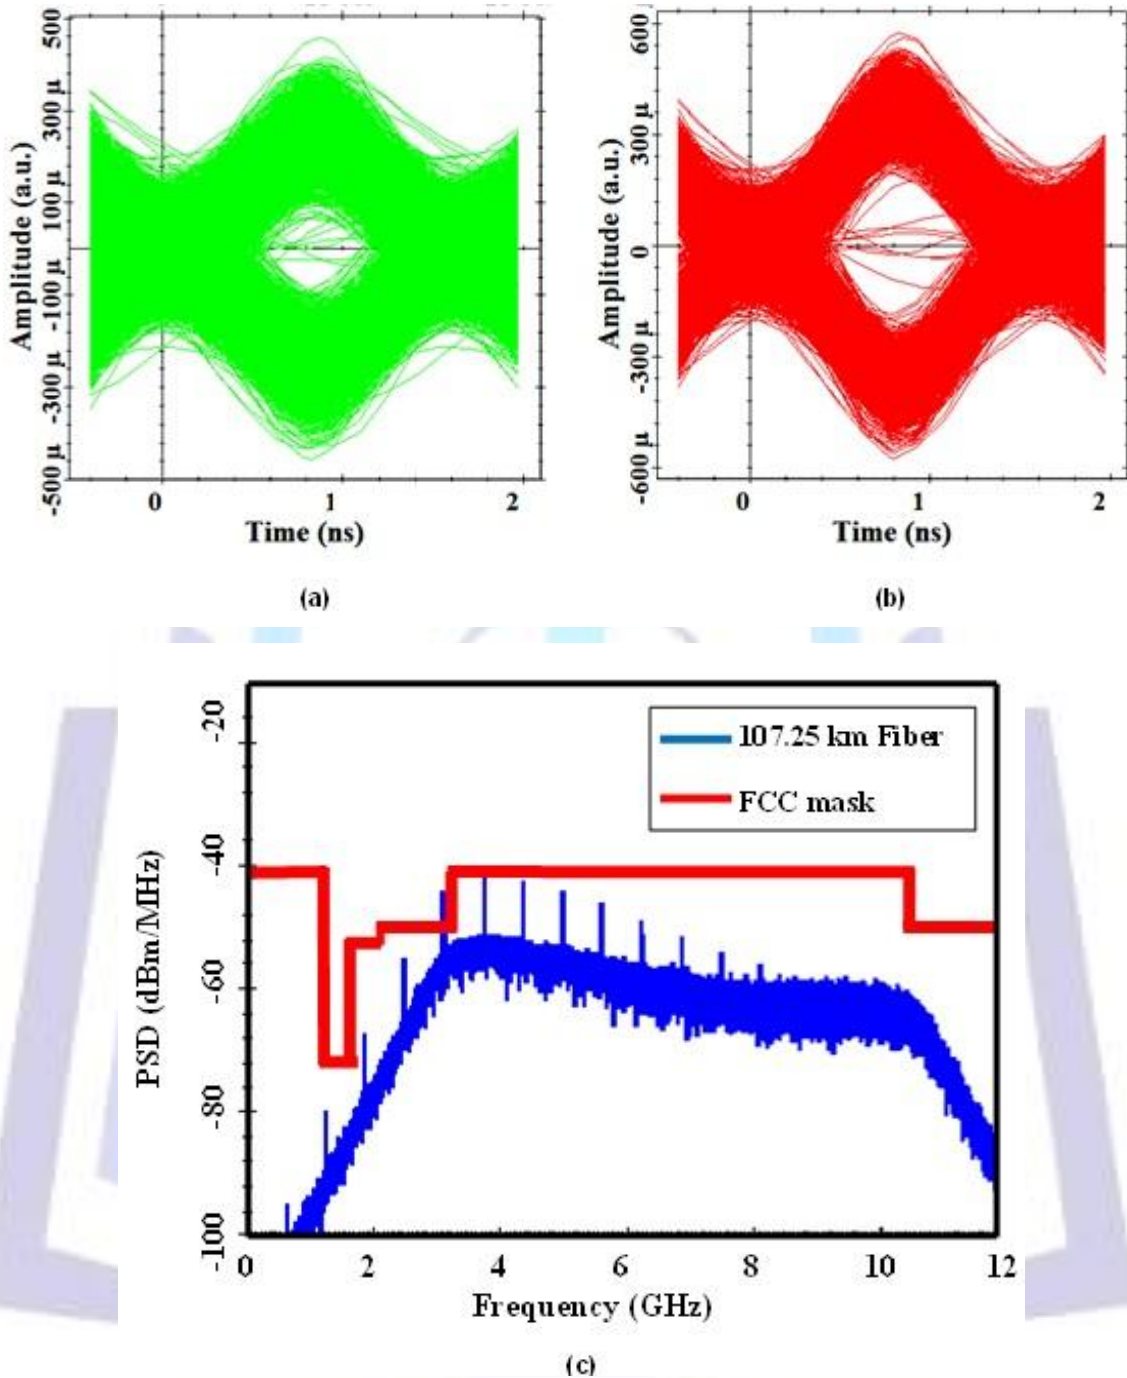 500
300 μ
100 μ
-100 μ
-300 μ
-500 μ
Amplitude (a.u.)
0
1
2
Time (ns)
(a)
600
300 μ
0
-300 μ
-600 μ
Amplitude (a.u.)
0
1
2
Time (ns)
(b)
-20
-40
-60
-80
-100
PSD (dBm/MHz)
107.25 km Fiber
FCC mask
0
2
4
6
8
10
12
Frequency (GHz)
(c)